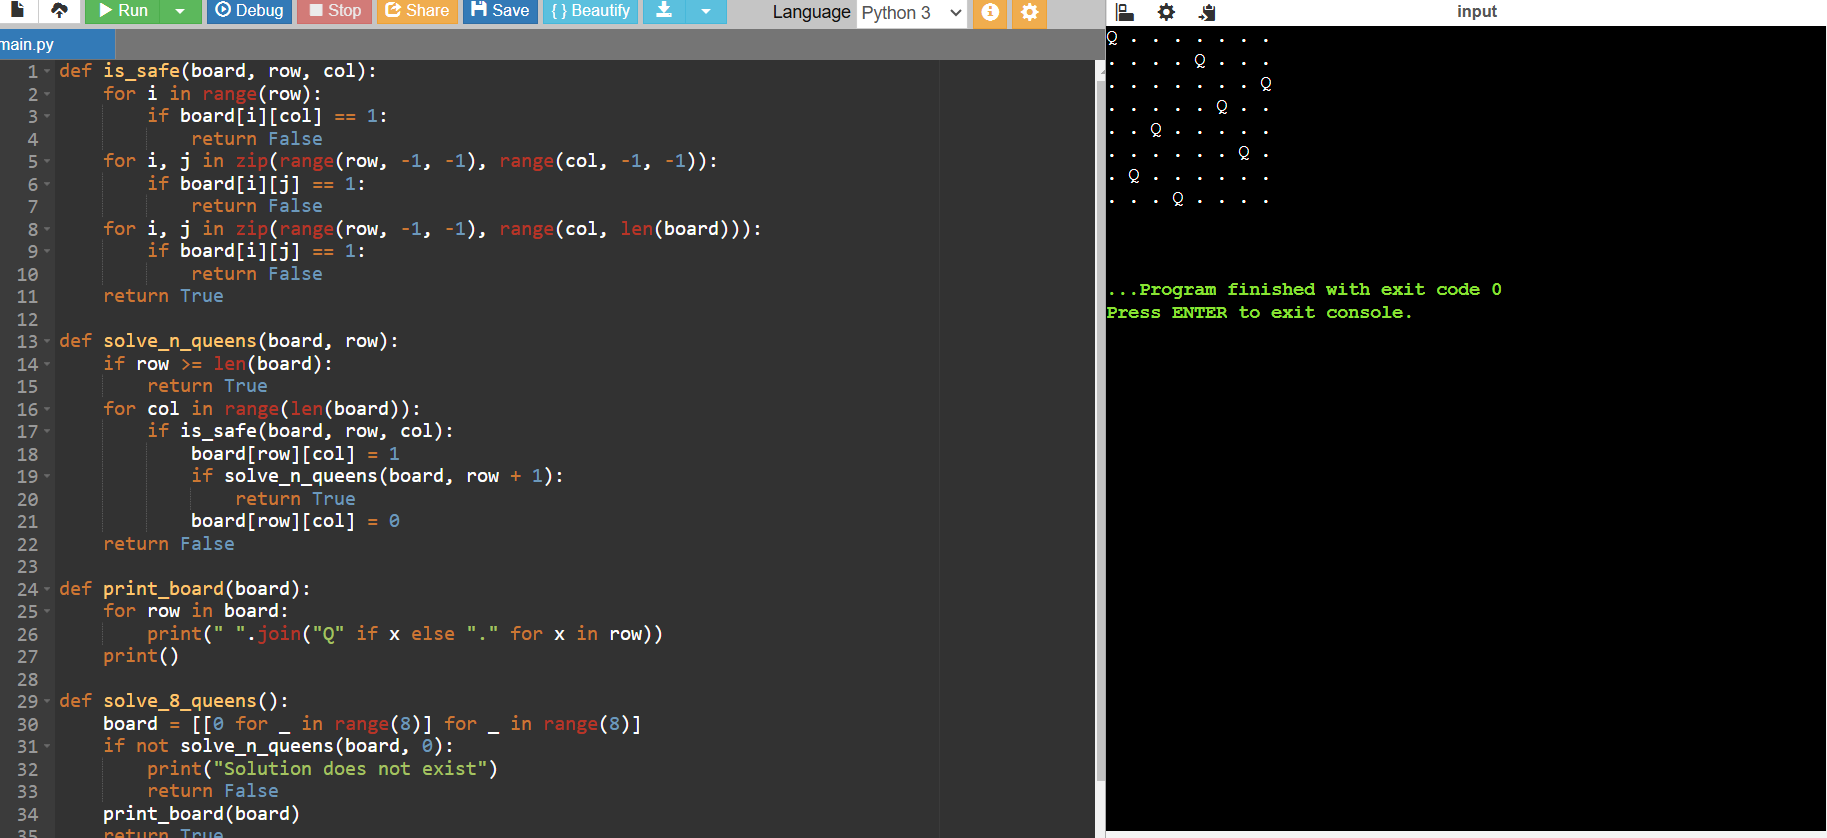 Run Debug Stop Share Save { } Beautify Language Python 3
main.py
1 def is_safe(board, row, col):
2     for i in range(row):
3         if board[i][col] == 1:
4             return False
5     for i, j in zip(range(row, -1, -1), range(col, -1, -1)):
6         if board[i][j] == 1:
7             return False
8     for i, j in zip(range(row, -1, -1), range(col, len(board))):
9         if board[i][j] == 1:
10             return False
11     return True
12
13 def solve_n_queens(board, row):
14     if row >= len(board):
15         return True
16     for col in range(len(board)):
17         if is_safe(board, row, col):
18             board[row][col] = 1
19             if solve_n_queens(board, row + 1):
20                 return True
21             board[row][col] = 0
22     return False
23
24 def print_board(board):
25     for row in board:
26         print(" ".join("Q" if x else "." for x in row))
27     print()
28
29 def solve_8_queens():
30     board = [[0 for _ in range(8)] for _ in range(8)]
31     if not solve_n_queens(board, 0):
32         print("Solution does not exist")
33         return False
34     print_board(board)
35     return True
input
Q . . . . . . .
. . . . Q . . .
. . . . . . . Q
. . . . . Q . .
. . Q . . . . .
. . . . . . Q .
. Q . . . . . .
. . . Q . . . .
...Program finished with exit code 0
Press ENTER to exit console.